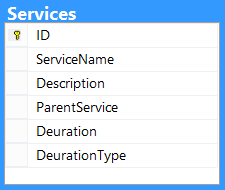 Services
ID
ServiceName
Description
ParentService
Deuration
DeurationType